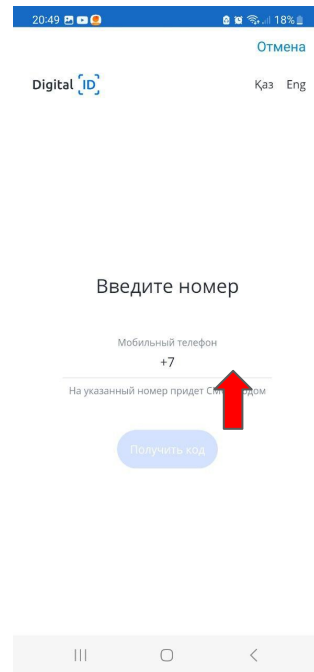 20:49 18%
Отмена
Digital [ID] Қаз Eng
Введите номер
Мобильный телефон
+7
На указанный номер придет СМС с кодом
Получить код